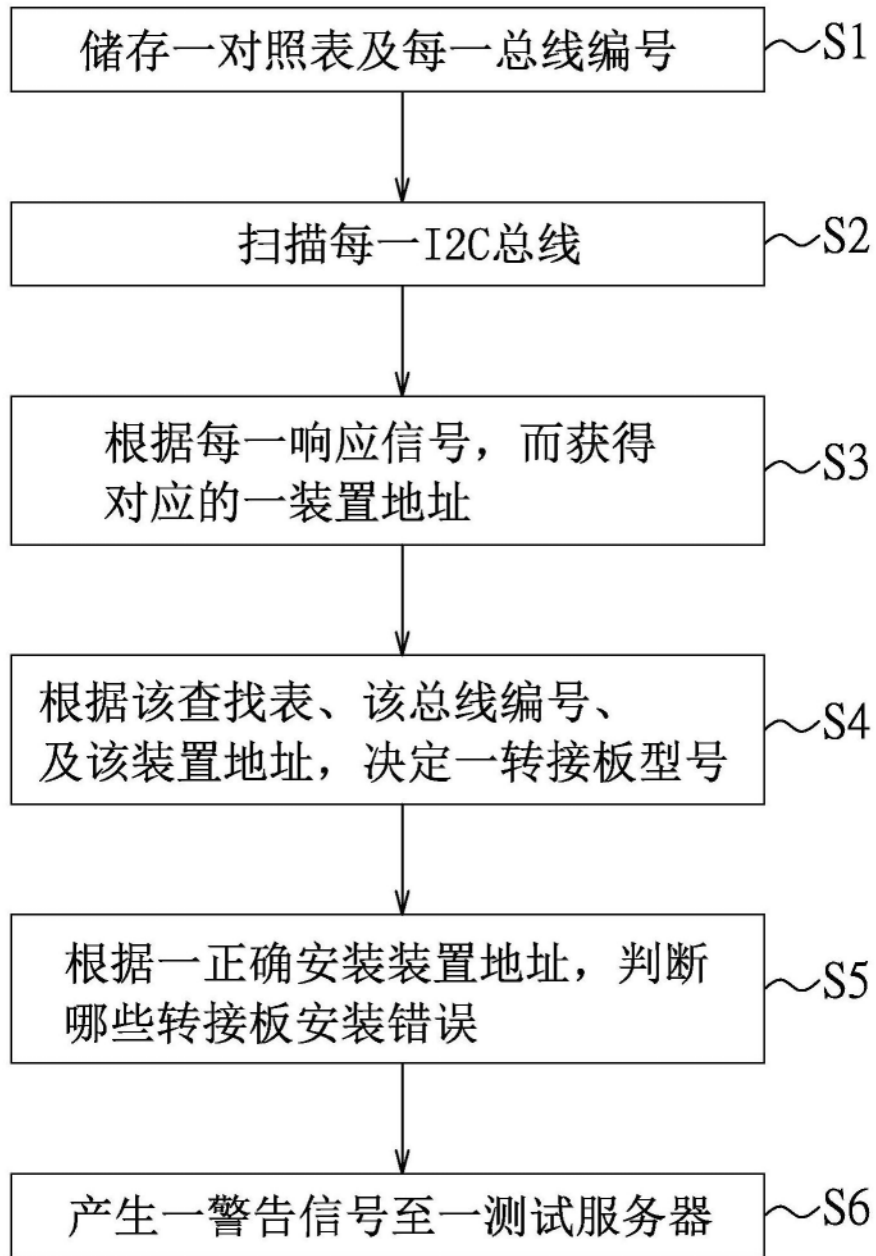 储存一对照表及每一总线编号
S1
扫描每一I2C总线
S2
根据每一响应信号，而获得
对应的一装置地址
S3
根据该查找表、该总线编号、
及该装置地址，决定一转接板型号
S4
根据一正确安装装置地址，判断
哪些转接板安装错误
S5
产生一警告信号至一测试服务器
S6